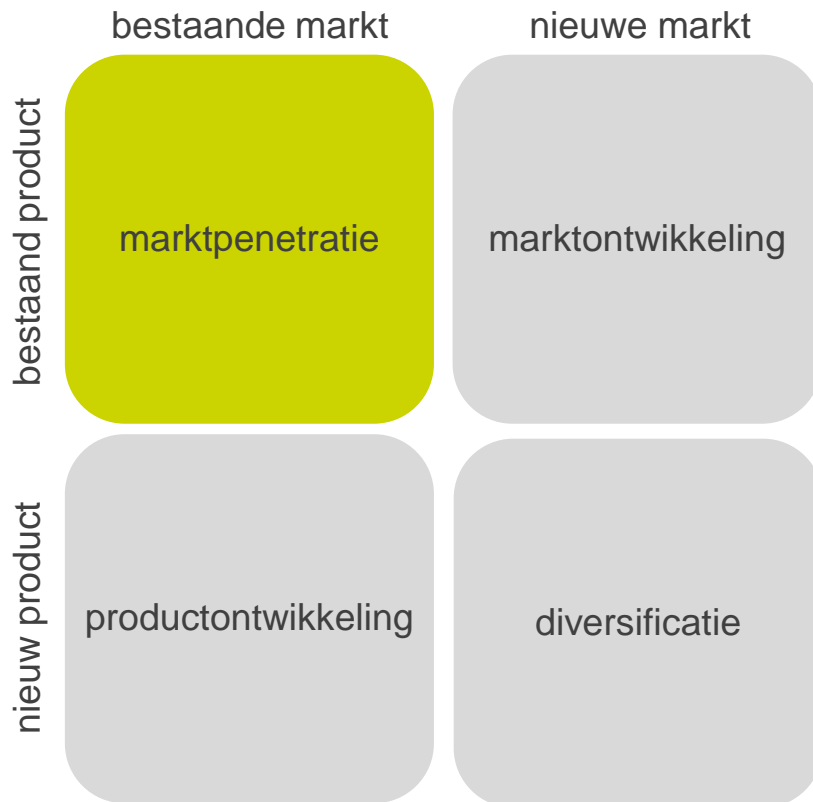 bestaande markt
nieuwe markt
bestaand product
marktpenetratie
marktontwikkeling
nieuw product
productontwikkeling
diversificatie